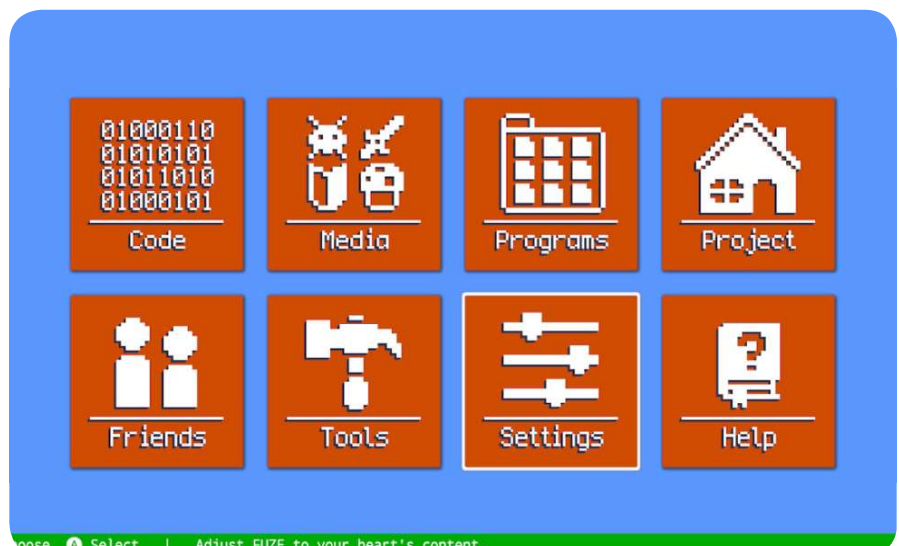 01000110
01010101
01011010
01000101
Code
Media
Programs
Project
Friends
Tools
Settings
Help
A Select | Adjust FUZE to your heart's content